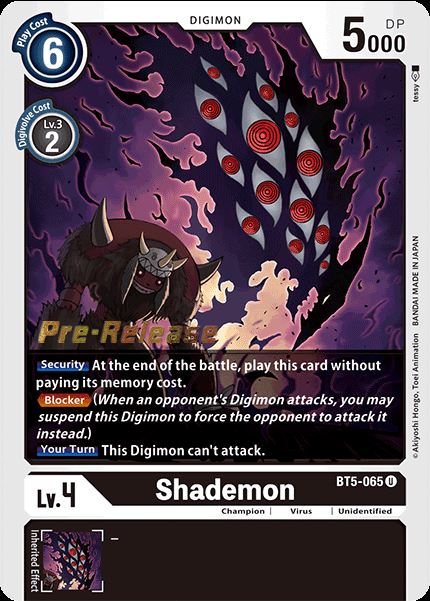 DIGIMON
Play Cost
6
DP
5000
Digivolve Cost
Lv.3
2
tessy
© Akiyoshi Hongo, Toei Animation BANDAI MADE IN JAPAN
Pre-Release
Security At the end of the battle, play this card without
paying its memory cost.
Blocker (When an opponent's Digimon attacks, you may
suspend this Digimon to force the opponent to attack it
instead.)
Your Turn This Digimon can't attack.
Lv.4
Shademon
BT5-065 U
Champion | Virus | Unidentified
Inherited Effect
–